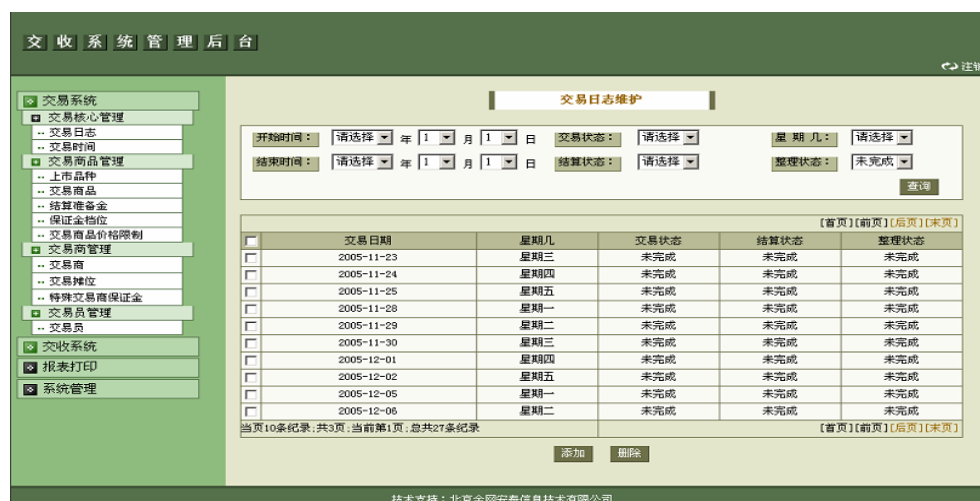 交收系统管理后台
注销
交易系统
交易核心管理
交易日志
交易时间
交易商品管理
上市品种
交易商品
结算准备金
保证金档位
交易商品价格限制
交易商管理
交易商
交易摊位
特殊交易商保证金
交易员管理
交易员
交收系统
报表打印
系统管理
交易日志维护
开始时间： 请选择 年 1 月 1 日 交易状态： 请选择 星期几： 请选择
结束时间： 请选择 年 1 月 1 日 结算状态： 请选择 整理状态： 未完成
查询
[首页][前页][后页][末页]
交易日期 星期几 交易状态 结算状态 整理状态
2005-11-23 星期三 未完成 未完成 未完成
2005-11-24 星期四 未完成 未完成 未完成
2005-11-25 星期五 未完成 未完成 未完成
2005-11-28 星期一 未完成 未完成 未完成
2005-11-29 星期二 未完成 未完成 未完成
2005-11-30 星期三 未完成 未完成 未完成
2005-12-01 星期四 未完成 未完成 未完成
2005-12-02 星期五 未完成 未完成 未完成
2005-12-05 星期一 未完成 未完成 未完成
2005-12-06 星期二 未完成 未完成 未完成
当页10条纪录;共3页;当前第1页;总共27条纪录 [首页][前页][后页][末页]
添加 删除
技术支持：北京金网安泰信息技术有限公司